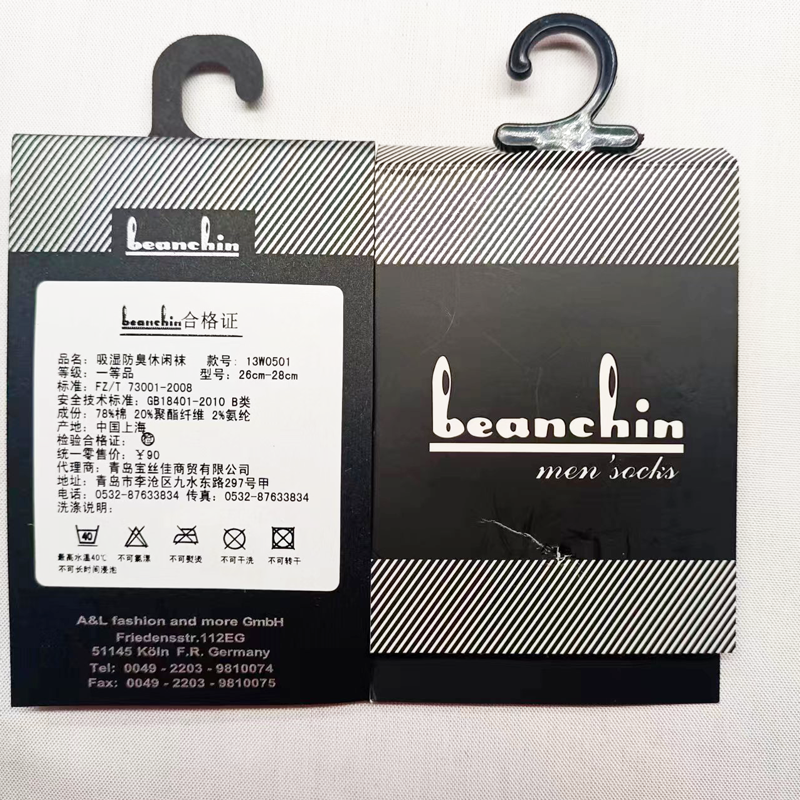 beanchin
beanchin合格证
品名: 吸湿防臭休闲袜 款号: 13W0501
等级: 一等品 型号: 26cm-28cm
标准: FZ/T 73001-2008
安全技术标准: GB18401-2010 B类
成份: 78%棉 20%聚酯纤维 2%氨纶
产地: 中国上海
检验合格证:
统一零售价: ￥90
代理商: 青岛宝丝佳商贸有限公司
地址: 青岛市李沧区九水东路297号甲
电话: 0532-87633834 传真: 0532-87633834
洗涤说明:
40
最高水温40℃ 不可氯漂 不可熨烫 不可干洗 不可转干
不可长时间浸泡
A&L fashion and more GmbH
Friedensstr.112EG
51145 Köln F.R. Germany
Tel: 0049 - 2203 - 9810074
Fax: 0049 - 2203 - 9810075
beanchin
men'socks